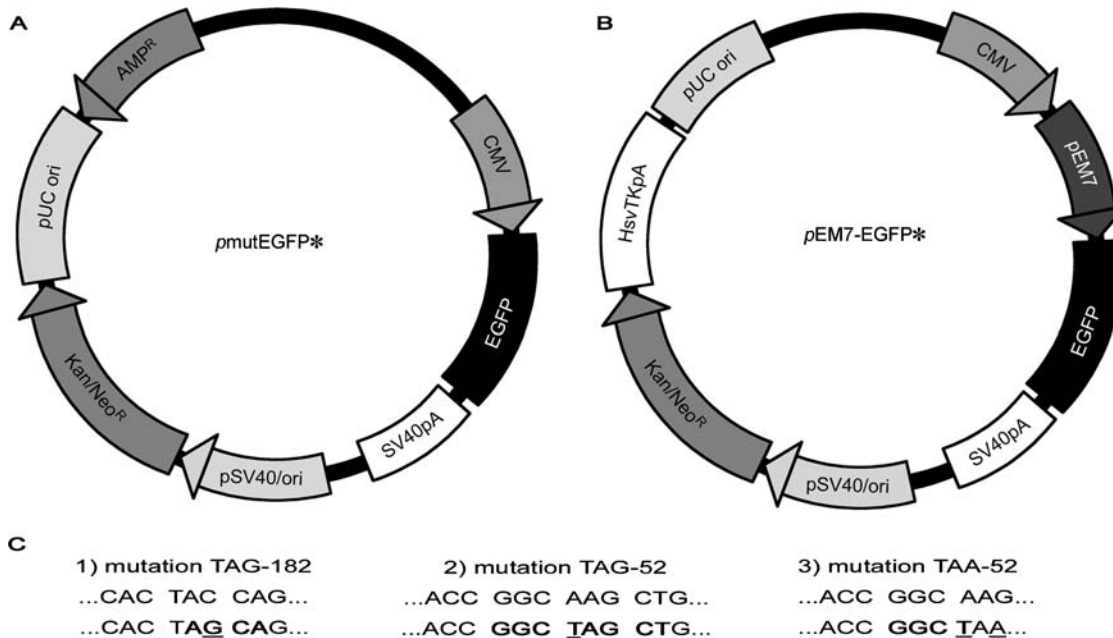 A
AMPR
pUC ori
Kan/NeoR
pSV40/ori
SV40pA
EGFP
CMV
pmutEGFP*
B
pUC ori
HsvTKpA
Kan/NeoR
pSV40/ori
SV40pA
EGFP
pEM7
CMV
pEM7-EGFP*
C
1) mutation TAG-182
...CAC TAC CAG...
...CAC TAG CAG...
2) mutation TAG-52
...ACC GGC AAG CTG...
...ACC GGC TAG CTG...
3) mutation TAA-52
...ACC GGC AAG...
...ACC GGC TAA...